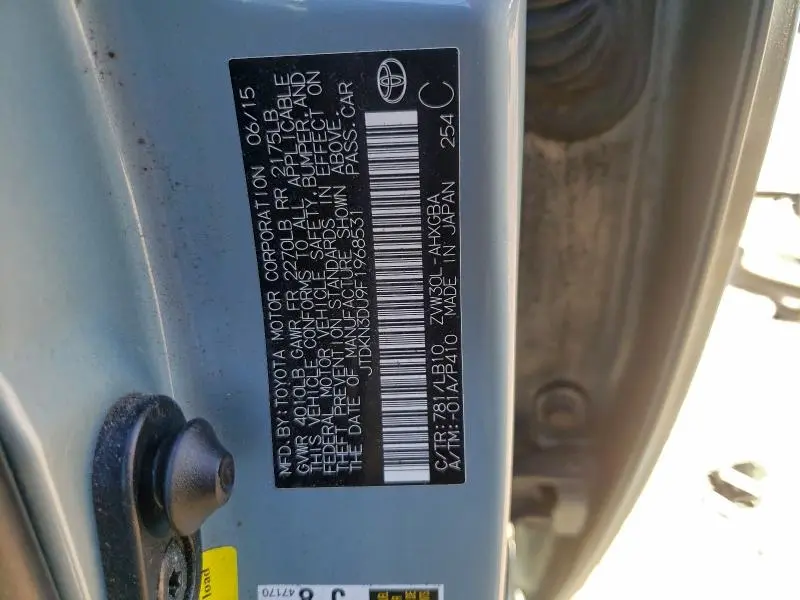 MFD. BY: TOYOTA MOTOR CORPORATION 06/15
GVWR 4010LB GAWR FR 2270LB RR 2175LB
THIS VEHICLE CONFORMS TO ALL APPLICABLE
FEDERAL MOTOR VEHICLE SAFETY, BUMPER, AND
THEFT PREVENTION STANDARDS IN EFFECT ON
THE DATE OF MANUFACTURE SHOWN ABOVE.
JTDKN3DU9F1968531 PASS. CAR
C/TR: 781/LB10 ZVW30L-AHXGBA
A/TM: -01A/P410 MADE IN JAPAN 254
C
load
47170